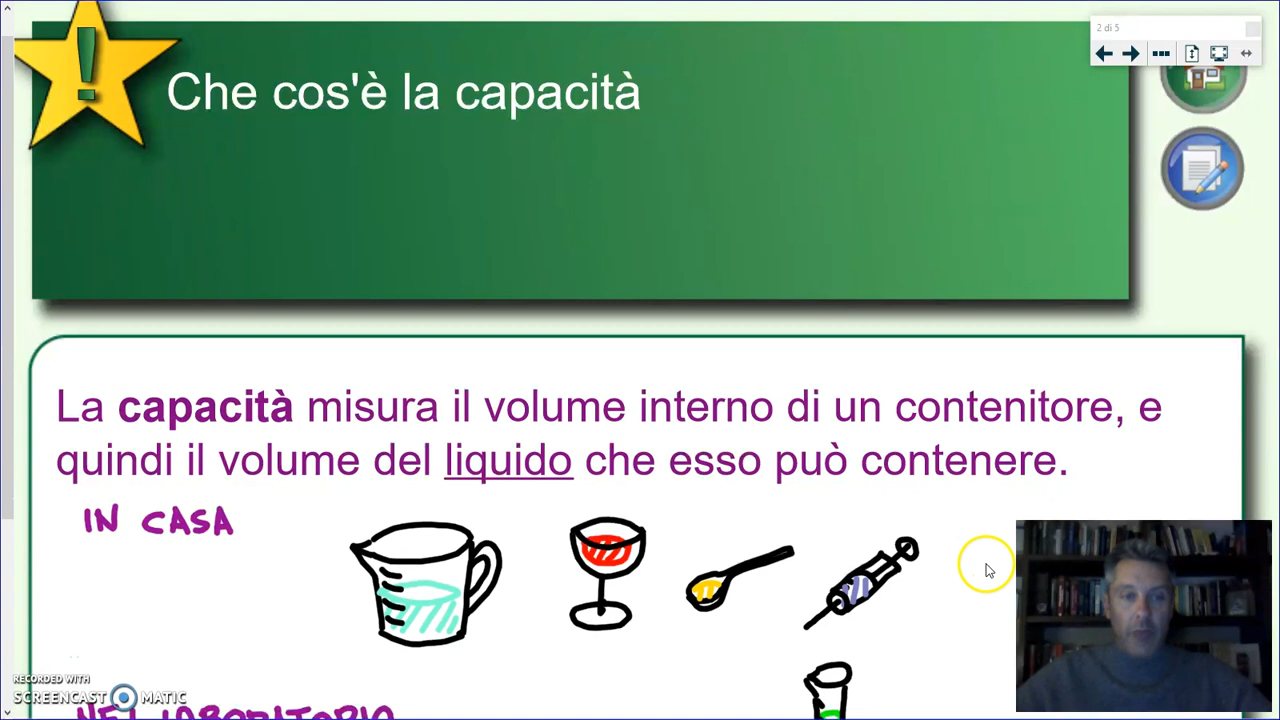 2 di 5
Che cos'è la capacità
La capacità misura il volume interno di un contenitore, e
quindi il volume del liquido che esso può contenere.
IN CASA
RECORDED WITH
SCREENCAST MATIC
NEL LABORATORIO